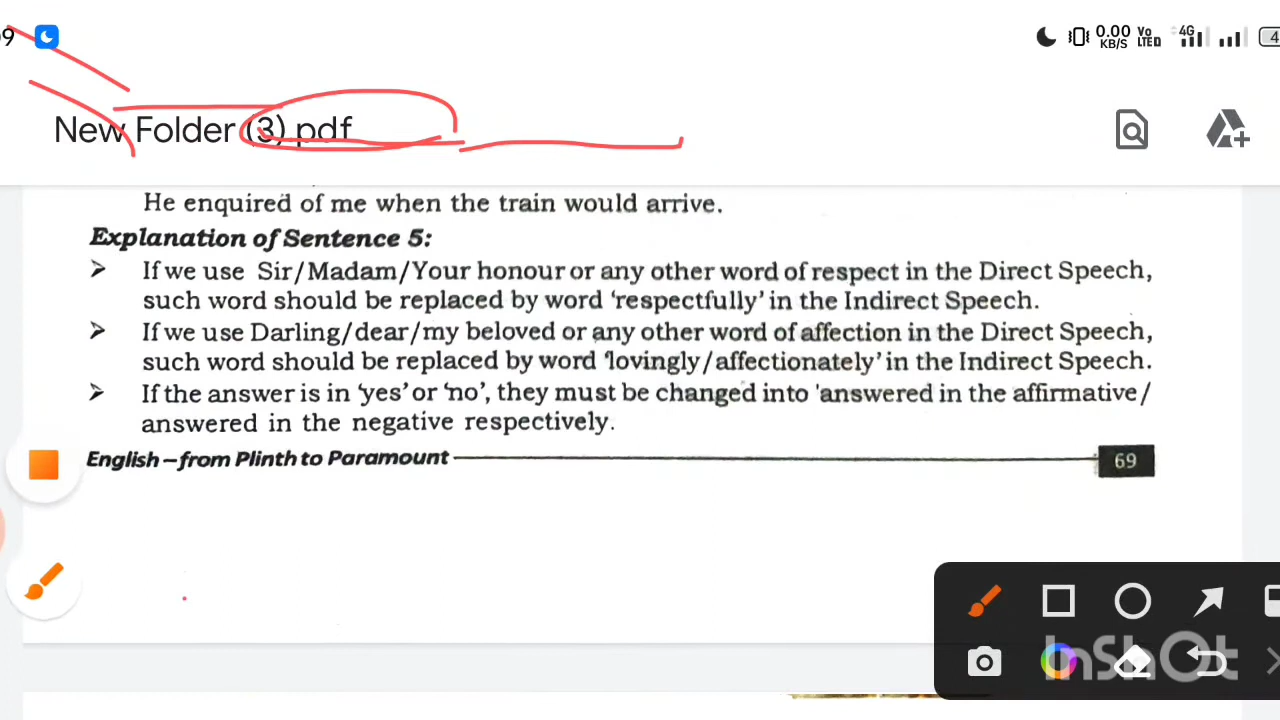 9
0.00 KB/S Vo LTE D 4G 4
New Folder (3).pdf
He enquired of me when the train would arrive.
Explanation of Sentence 5:
➢ If we use Sir/Madam/Your honour or any other word of respect in the Direct Speech,
such word should be replaced by word ‘respectfully’ in the Indirect Speech.
➢ If we use Darling/dear/my beloved or any other word of affection in the Direct Speech,
such word should be replaced by word ‘lovingly/affectionately’ in the Indirect Speech.
➢ If the answer is in ‘yes’ or ‘no’, they must be changed into 'answered in the affirmative/
answered in the negative respectively.
English–from Plinth to Paramount 69
InShOt